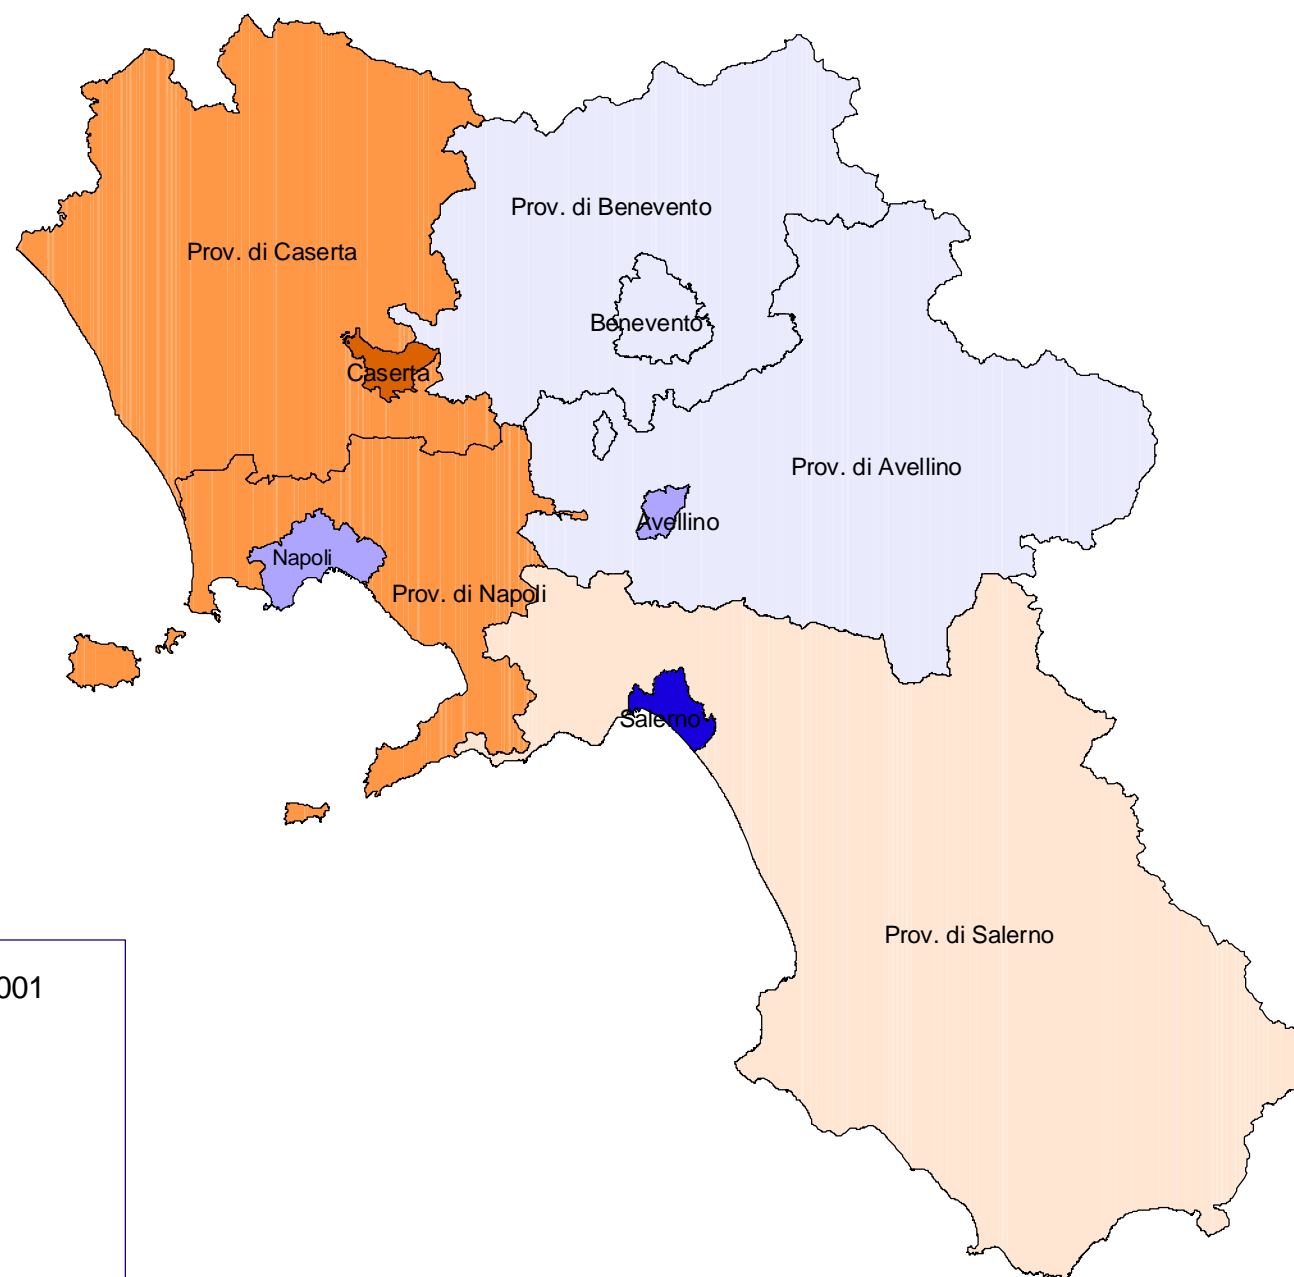 Prov. di Benevento
Prov. di Caserta
Benevento
Caserta
Prov. di Avellino
Avellino
Napoli
Prov. di Napoli
Salerno
Prov. di Salerno
001